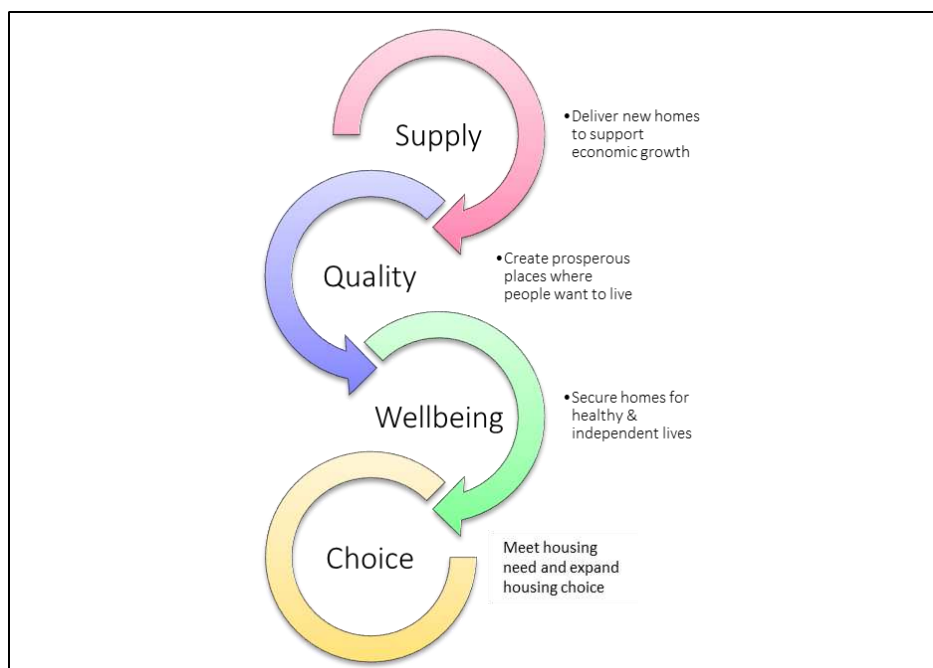 Supply
•Deliver new homes
to support
economic growth
Quality
•Create prosperous
places where
people want to live
Wellbeing
•Secure homes for
healthy &
independent lives
Choice
Meet housing
need and expand
housing choice